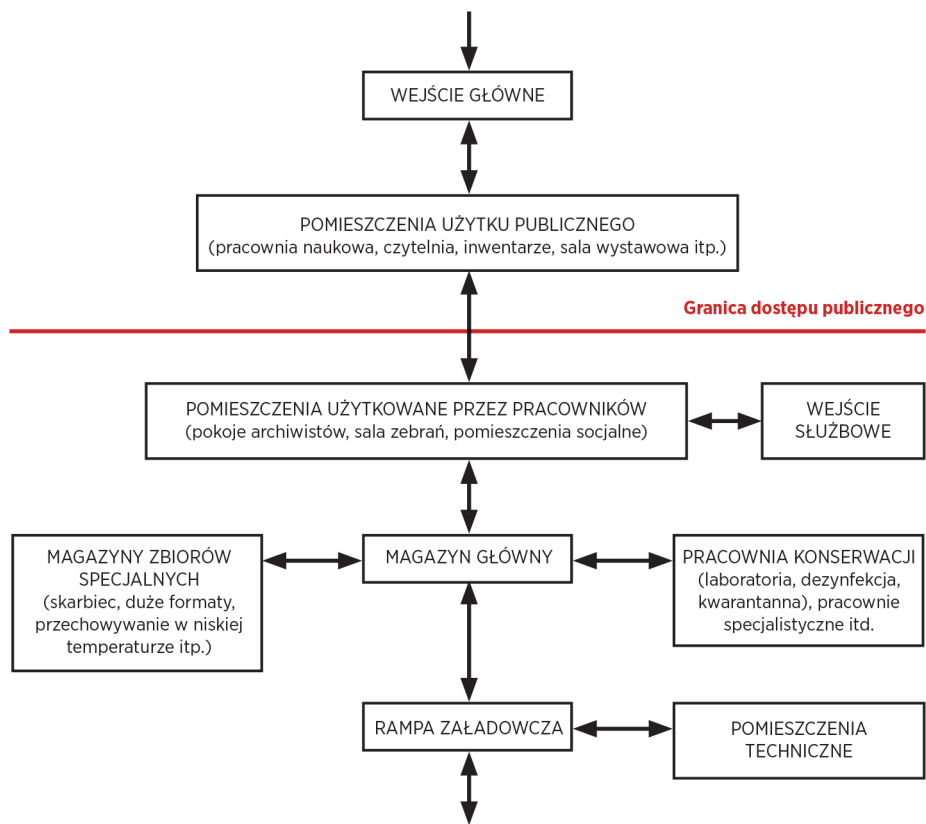 WEJŚCIE GŁÓWNE
POMIESZCZENIA UŻYTKU PUBLICZNEGO
(pracownia naukowa, czytelnia, inwentarze, sala wystawowa itp.)
Granica dostępu publicznego
POMIESZCZENIA UŻYTKOWANE PRZEZ PRACOWNIKÓW
(pokoje archiwistów, sala zebrań, pomieszczenia socjalne)
WEJŚCIE
SŁUŻBOWE
MAGAZYNY ZBIORÓW
SPECJALNYCH
(skarbiec, duże formaty,
przechowywanie w niskiej
temperaturze itp.)
MAGAZYN GŁÓWNY
PRACOWNIA KONSERWACJI
(laboratoria, dezynfekcja,
kwarantanna), pracownie
specjalistyczne itd.
RAMPA ZAŁADOWCZA
POMIESZCZENIA
TECHNICZNE